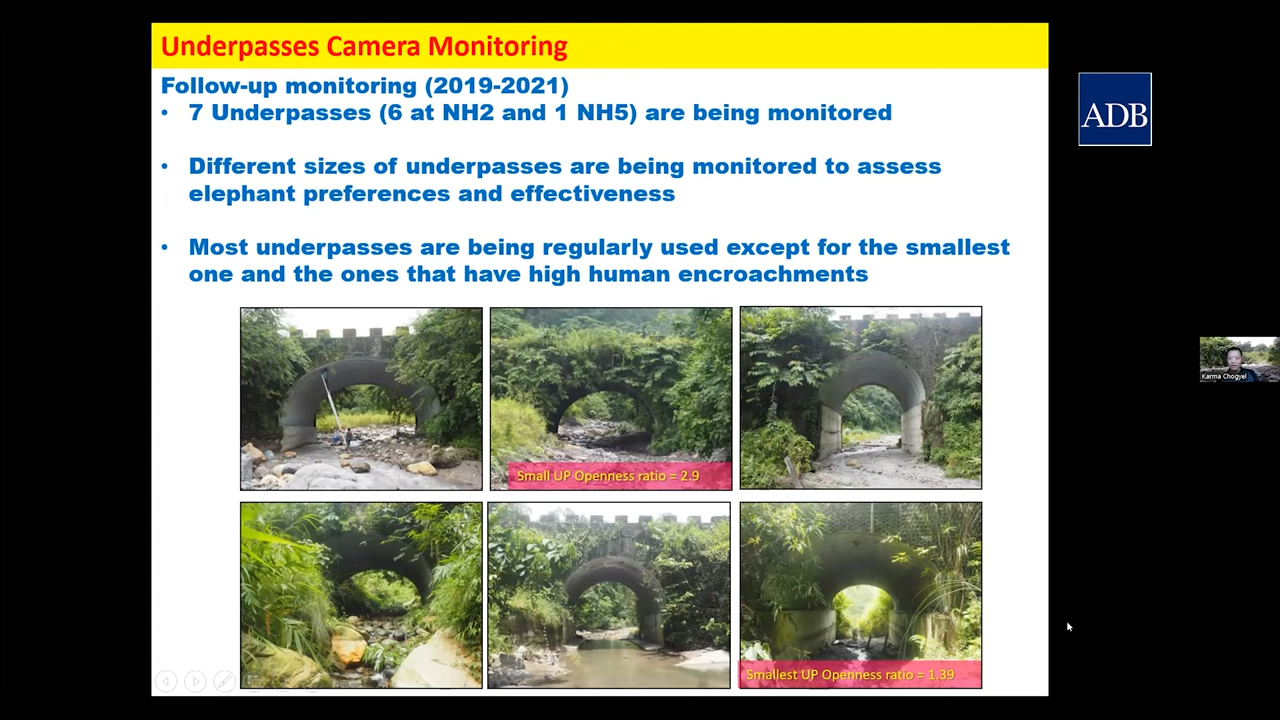 Underpasses Camera Monitoring
Follow-up monitoring (2019-2021)
• 7 Underpasses (6 at NH2 and 1 NH5) are being monitored
• Different sizes of underpasses are being monitored to assess
elephant preferences and effectiveness
• Most underpasses are being regularly used except for the smallest
one and the ones that have high human encroachments
ADB
Karma Chogyel
Small UP Openness ratio = 2.9
Smallest UP Openness ratio = 1.39